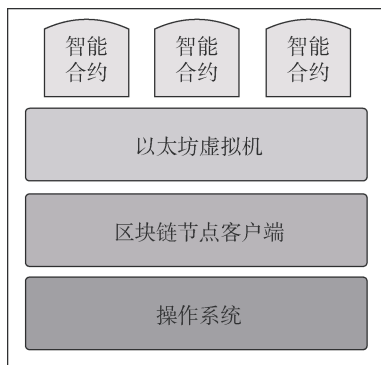 智能
合约
智能
合约
智能
合约
以太坊虚拟机
区块链节点客户端
操作系统